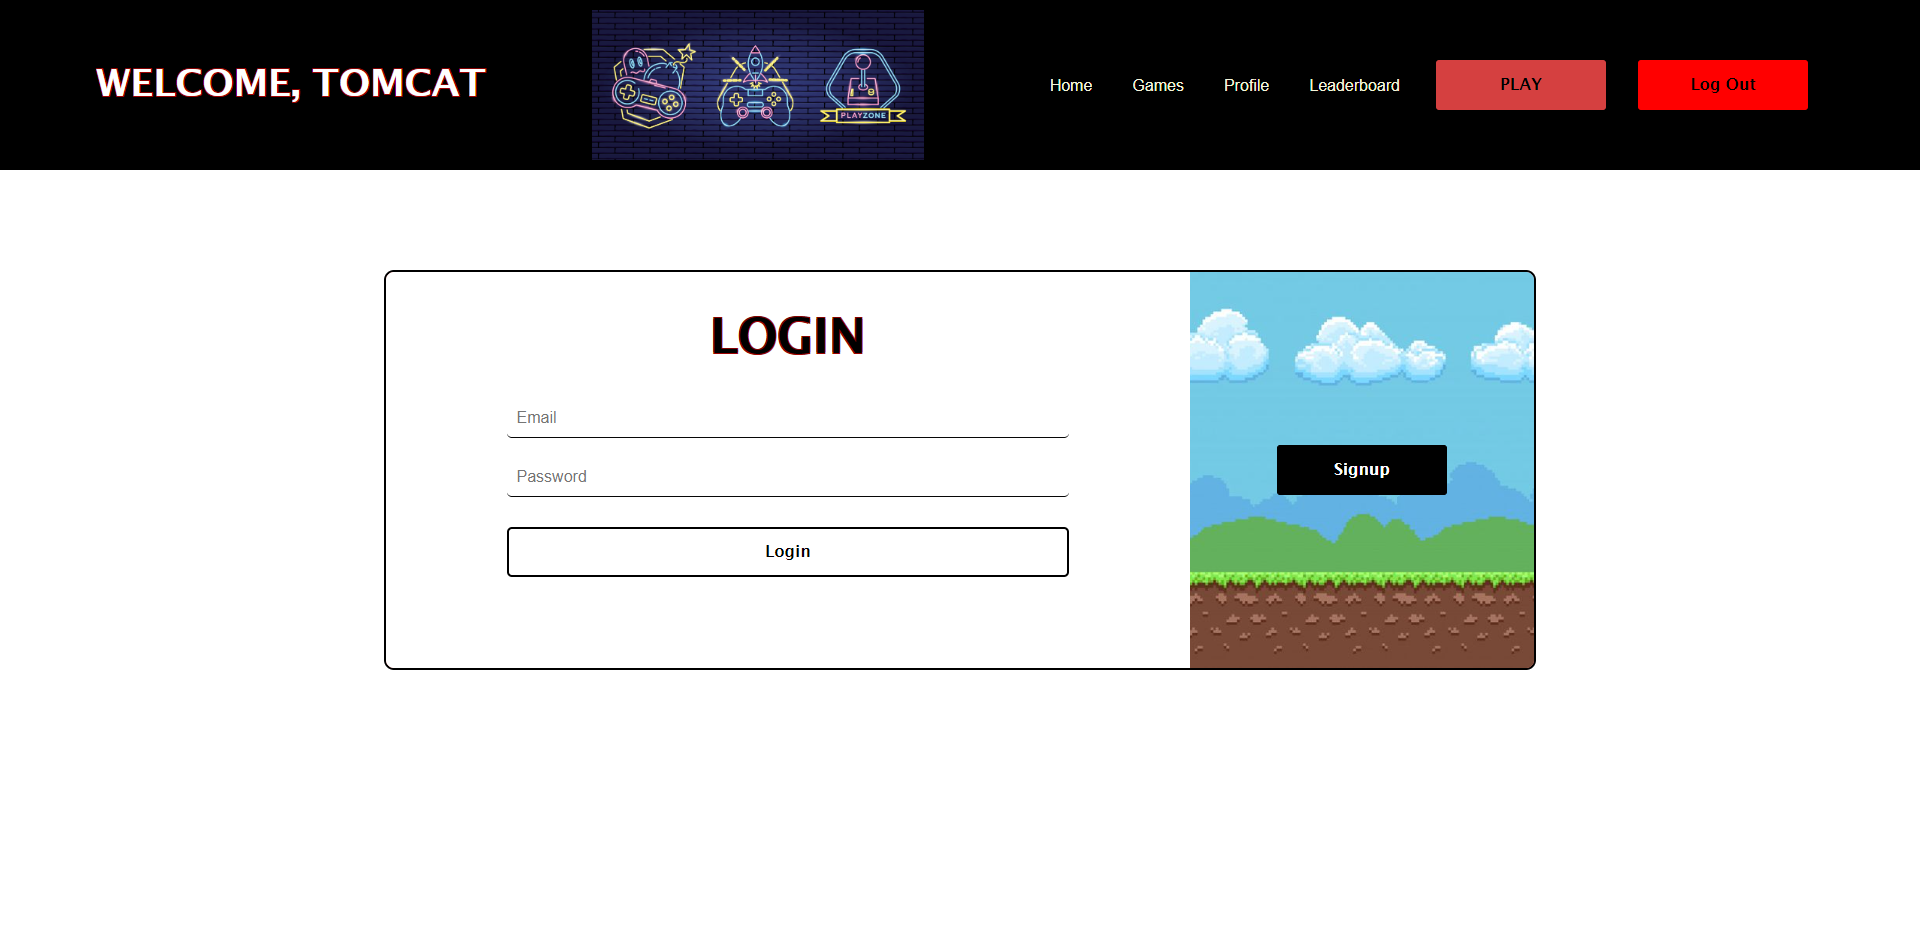 WELCOME, TOMCAT
PLAYZONE
Home Games Profile Leaderboard PLAY Log Out
LOGIN
Email
Password
Login
Signup